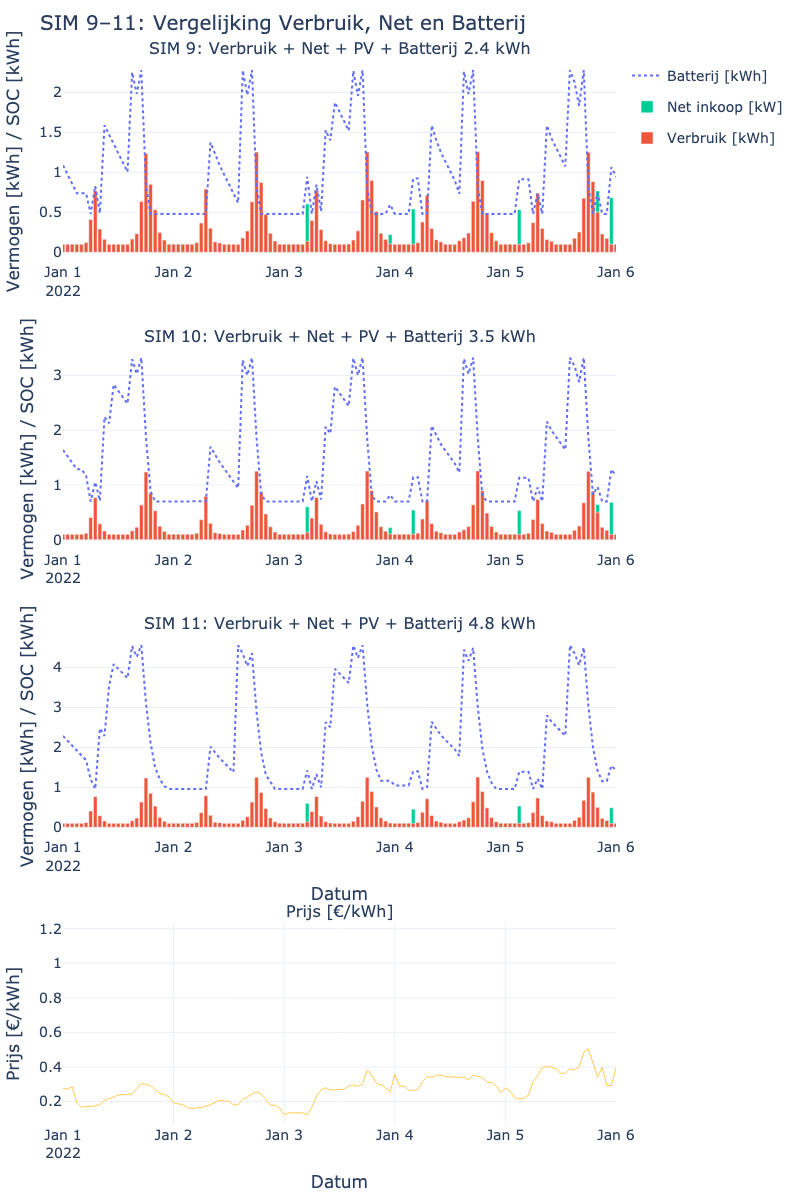 SIM 9–11: Vergelijking Verbruik, Net en Batterij
SIM 9: Verbruik + Net + PV + Batterij 2.4 kWh
Vermogen [kWh] / SOC [kWh]
2
1.5
1
0.5
0
Jan 1
2022
Jan 2
Jan 3
Jan 4
Jan 5
Jan 6
Batterij [kWh]
Net inkoop [kW]
Verbruik [kWh]
SIM 10: Verbruik + Net + PV + Batterij 3.5 kWh
Vermogen [kWh] / SOC [kWh]
3
2
1
0
Jan 1
2022
Jan 2
Jan 3
Jan 4
Jan 5
Jan 6
SIM 11: Verbruik + Net + PV + Batterij 4.8 kWh
Vermogen [kWh] / SOC [kWh]
4
3
2
1
0
Jan 1
2022
Jan 2
Jan 3
Jan 4
Jan 5
Jan 6
Datum
Prijs [€/kWh]
Prijs [€/kWh]
1.2
1
0.8
0.6
0.4
0.2
Jan 1
2022
Jan 2
Jan 3
Jan 4
Jan 5
Jan 6
Datum